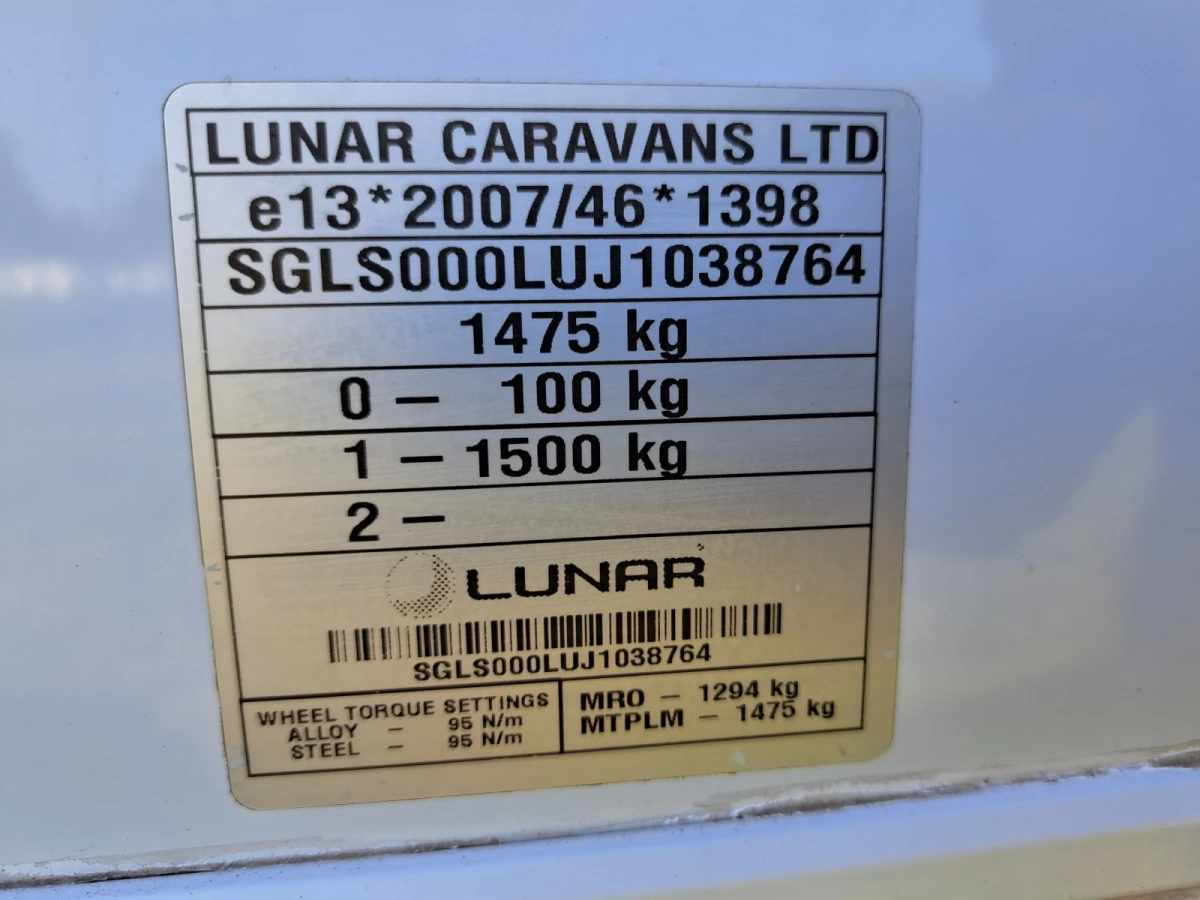 LUNAR CARAVANS LTD
e13*2007/46*1398
SGLS000LUJ1038764
1475 kg
0 – 100 kg
1 – 1500 kg
2 –
LUNAR
SGLS000LUJ1038764
WHEEL TORQUE SETTINGS
ALLOY – 95 N/m
STEEL – 95 N/m
MRO – 1294 kg
MTPLM – 1475 kg